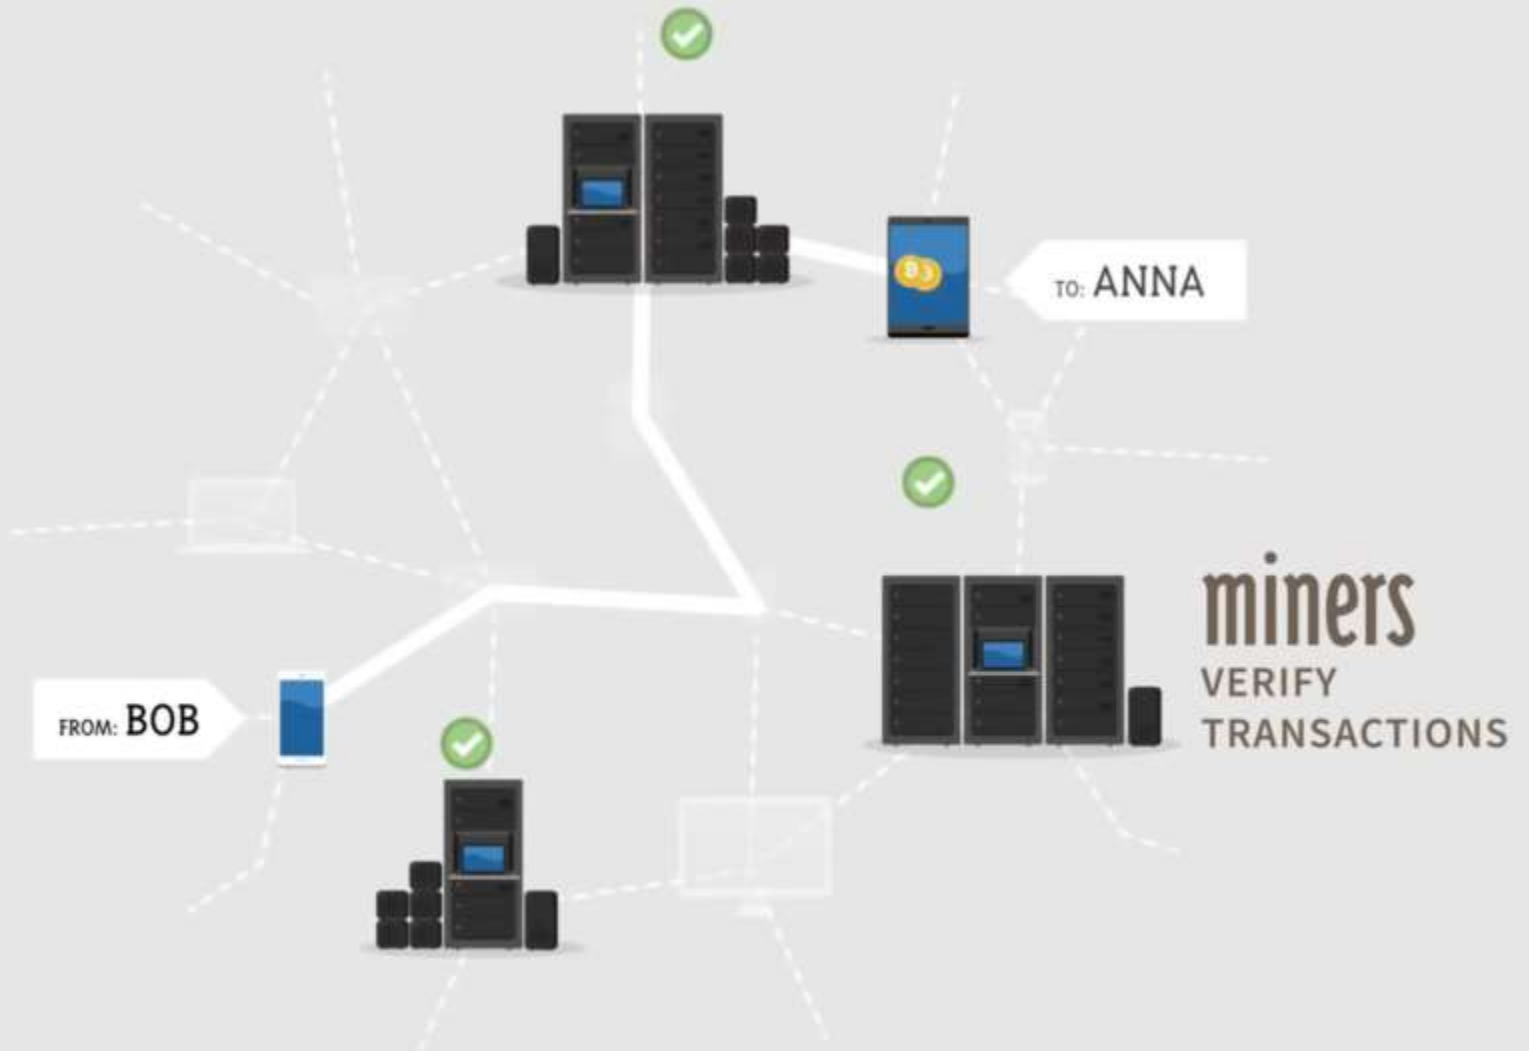 TO: ANNA
FROM: BOB
miners
VERIFY
TRANSACTIONS